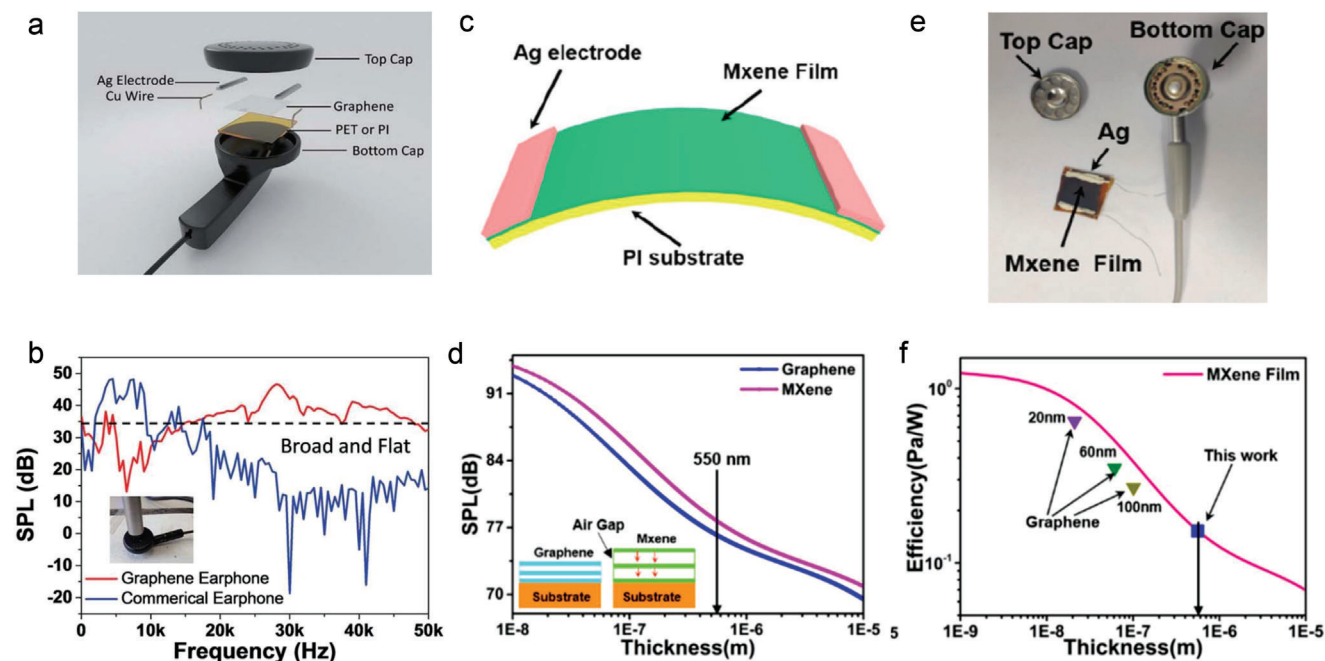 a
Top Cap
Ag Electrode
Cu Wire
Graphene
PET or PI
Bottom Cap
c
Ag electrode
Mxene Film
PI substrate
e
Top Cap
Bottom Cap
Ag
Mxene Film
b
SPL (dB)
50
40
30
20
10
0
-10
-20
Broad and Flat
Graphene Earphone
Commerical Earphone
0 10k 20k 30k 40k 50k
Frequency (Hz)
d
SPL(dB)
91
84
77
70
Graphene
MXene
550 nm
Air Gap
Graphene
Mxene
Substrate
Substrate
1E-8 1E-7 1E-6 1E-5
5
Thickness(m)
f
Efficiency(Pa/W)
10⁰
10⁻¹
MXene Film
20nm
60nm
100nm
Graphene
This work
1E-9 1E-8 1E-7 1E-6 1E-5
Thickness(m)